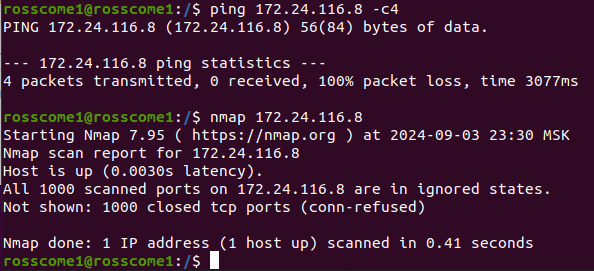 rosscome1@rosscome1:/$ ping 172.24.116.8 -c4
PING 172.24.116.8 (172.24.116.8) 56(84) bytes of data.
--- 172.24.116.8 ping statistics ---
4 packets transmitted, 0 received, 100% packet loss, time 3077ms
rosscome1@rosscome1:/$ nmap 172.24.116.8
Starting Nmap 7.95 ( https://nmap.org ) at 2024-09-03 23:30 MSK
Nmap scan report for 172.24.116.8
Host is up (0.0030s latency).
All 1000 scanned ports on 172.24.116.8 are in ignored states.
Not shown: 1000 closed tcp ports (conn-refused)
Nmap done: 1 IP address (1 host up) scanned in 0.41 seconds
rosscome1@rosscome1:/$